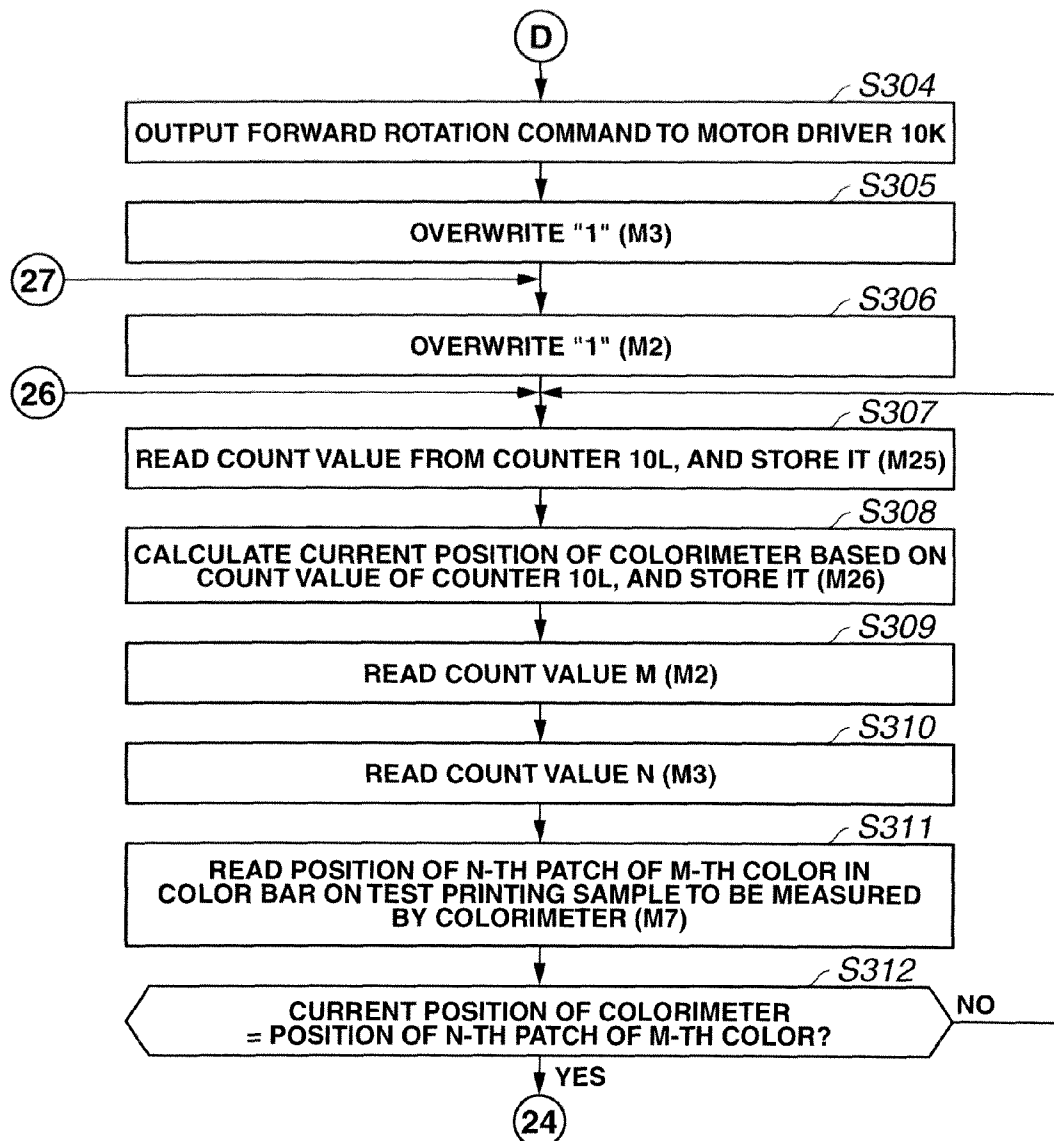 D
S304
OUTPUT FORWARD ROTATION COMMAND TO MOTOR DRIVER 10K
S305
OVERWRITE "1" (M3)
27
S306
OVERWRITE "1" (M2)
26
S307
READ COUNT VALUE FROM COUNTER 10L, AND STORE IT (M25)
S308
CALCULATE CURRENT POSITION OF COLORIMETER BASED ON
COUNT VALUE OF COUNTER 10L, AND STORE IT (M26)
S309
READ COUNT VALUE M (M2)
S310
READ COUNT VALUE N (M3)
S311
READ POSITION OF N-TH PATCH OF M-TH COLOR IN
COLOR BAR ON TEST PRINTING SAMPLE TO BE MEASURED
BY COLORIMETER (M7)
S312
CURRENT POSITION OF COLORIMETER
= POSITION OF N-TH PATCH OF M-TH COLOR?
NO
YES
24